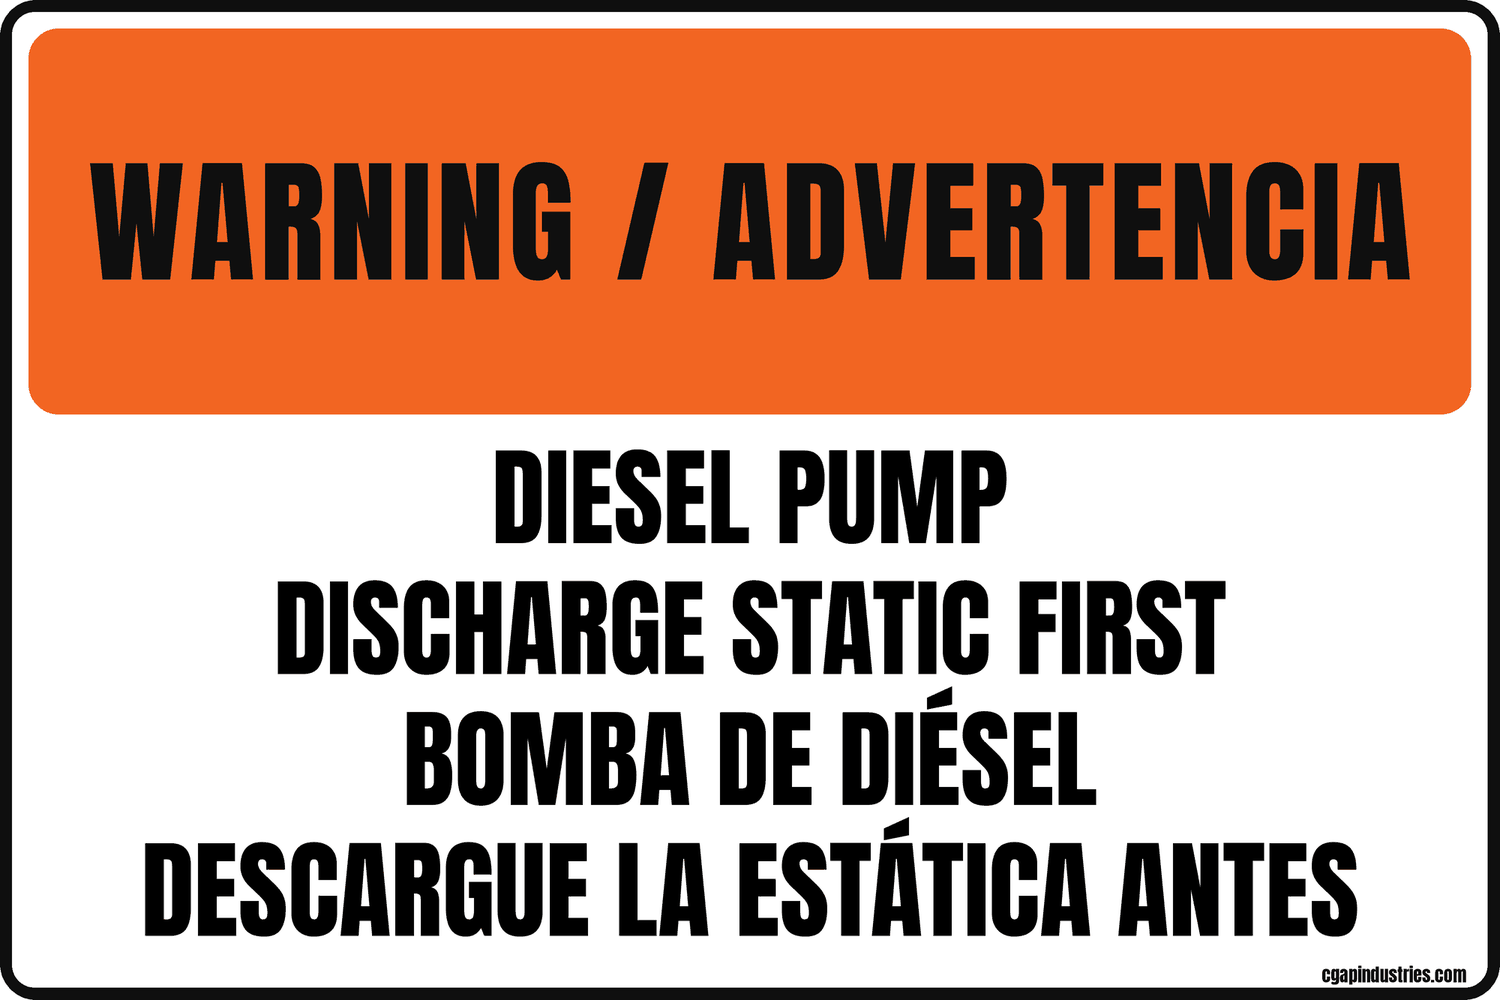 WARNING / ADVERTENCIA
DIESEL PUMP
DISCHARGE STATIC FIRST
BOMBA DE DIÉSEL
DESCARGUE LA ESTÁTICA ANTES
cgapindustries.com